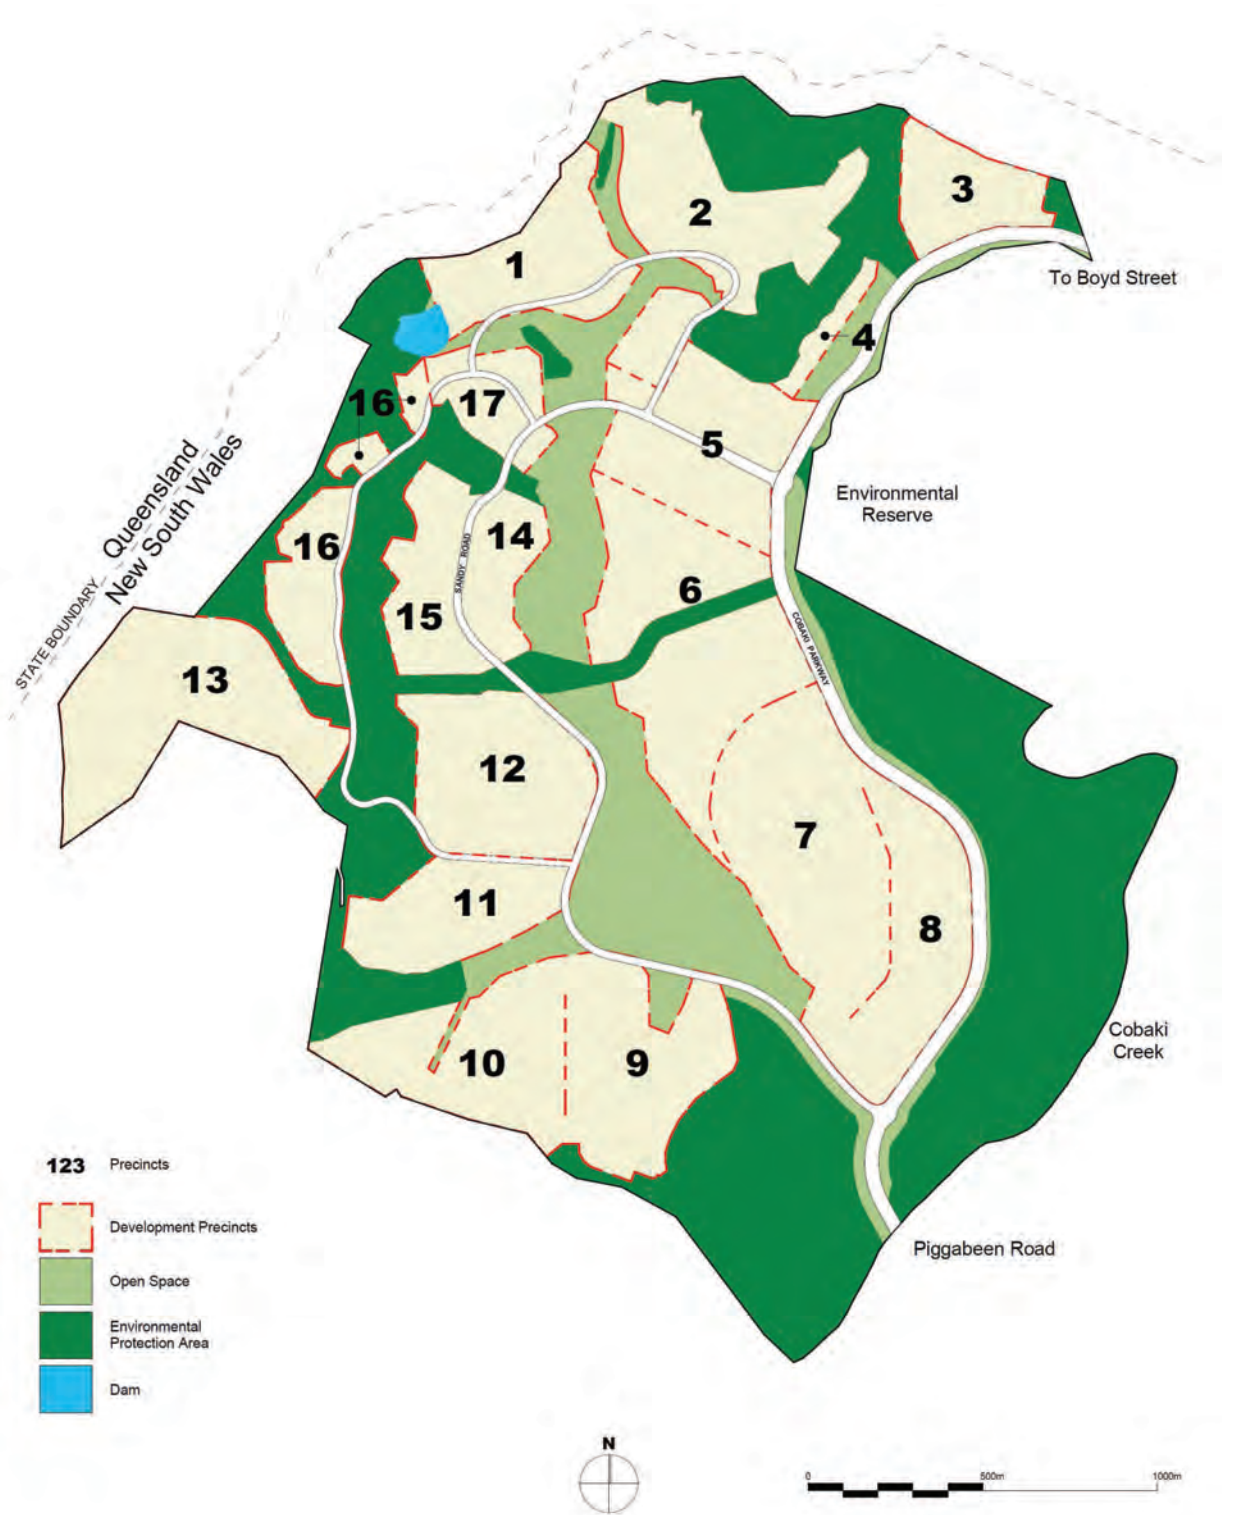 3
2
1
To Boyd Street
4
16
17
5
Queensland
New South Wales
STATE BOUNDARY
Environmental
Reserve
16
14
SANDY ROAD
6
15
COBAKI PARKWAY
13
12
7
11
8
Cobaki
Creek
10
9
123
Precincts
Development Precincts
Open Space
Piggabeen Road
Environmental
Protection Area
Dam
N
0
500m
1000m